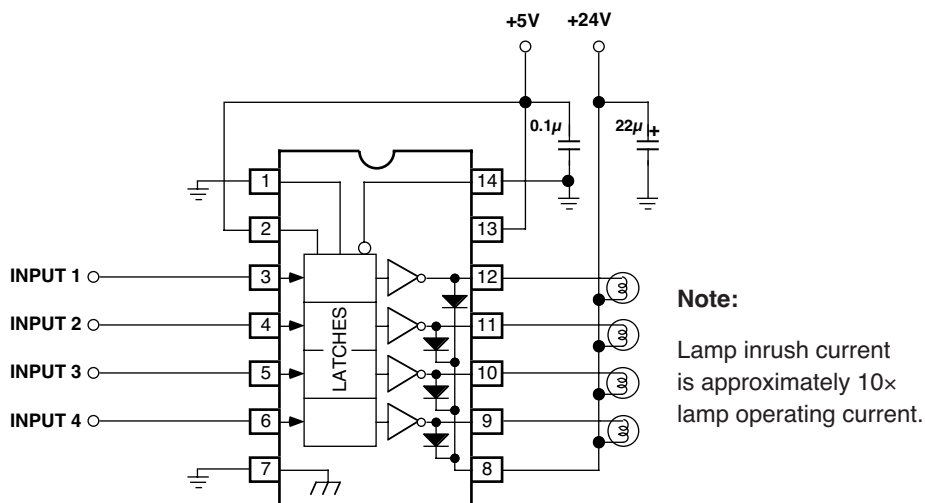 +5V +24V
0.1µ 22µ +
1 14
2 13
INPUT 1 3 12
INPUT 2 4 11
INPUT 3 5 10
INPUT 4 6 9
7 8
LATCHES
Note:
Lamp inrush current
is approximately 10×
lamp operating current.